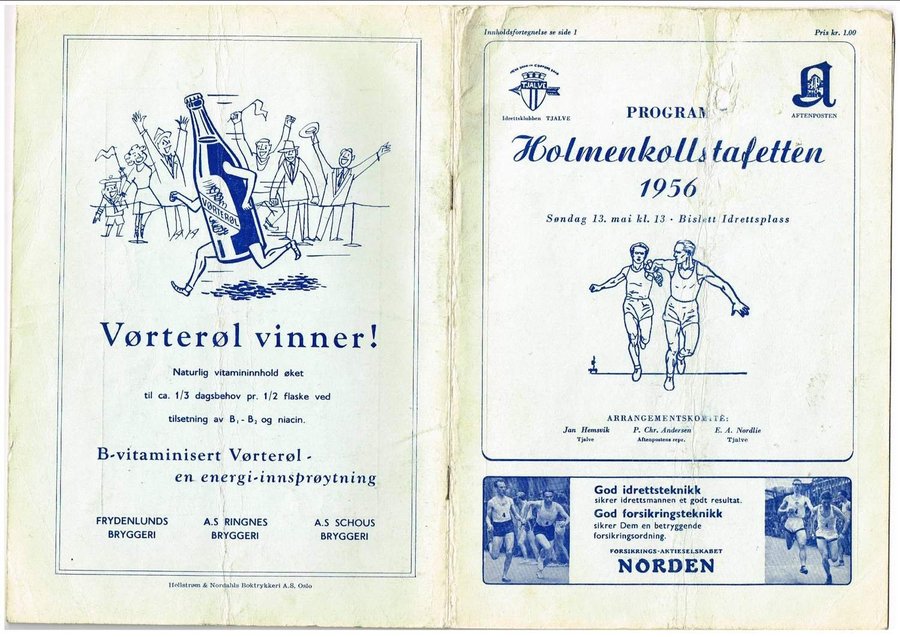 VØRTERØL
Vørterøl vinner!
Naturlig vitamininnhold øket
til ca. 1/3 dagsbehov pr. 1/2 flaske ved
tilsetning av B₁ - B₂ og niacin.
B-vitaminisert Vørterøl -
en energi-innsprøytning
FRYDENLUNDS
BRYGGERI
A.S RINGNES
BRYGGERI
A.S SCHOUS
BRYGGERI
Hellstrøm & Nordahls Boktrykkeri A.S, Oslo
Innholdsfortegnelse se side 1
Pris kr. 1.00
TJALVE
Idrettsklubben TJALVE
A
AFTENPOSTEN
PROGRAM
Holmenkollstafetten
1956
Søndag 13. mai kl. 13 - Bislett Idrettsplass
ARRANGEMENTSKOMITÉ:
Jan Hemsvik
Tjalve
P. Chr. Andersen
Aftenpostens repr.
E. A. Nordlie
Tjalve
God idrettsteknikk
sikrer idrettsmannen et godt resultat.
God forsikringsteknikk
sikrer Dem en betryggende
forsikringsordning.
FORSIKRINGS-AKTIESELSKABET
NORDEN